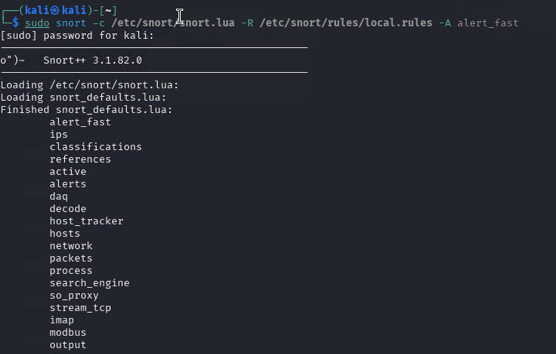 ┌──(kali㉿kali)-[~]
└─$ sudo snort -c /etc/snort/snort.lua -R /etc/snort/rules/local.rules -A alert_fast
[sudo] password for kali:
--------------------------------------------------
o")~   Snort++ 3.1.82.0
--------------------------------------------------
Loading /etc/snort/snort.lua:
Loading snort_defaults.lua:
Finished snort_defaults.lua:
        alert_fast
        ips
        classifications
        references
        active
        alerts
        daq
        decode
        host_tracker
        hosts
        network
        packets
        process
        search_engine
        so_proxy
        stream_tcp
        imap
        modbus
        output